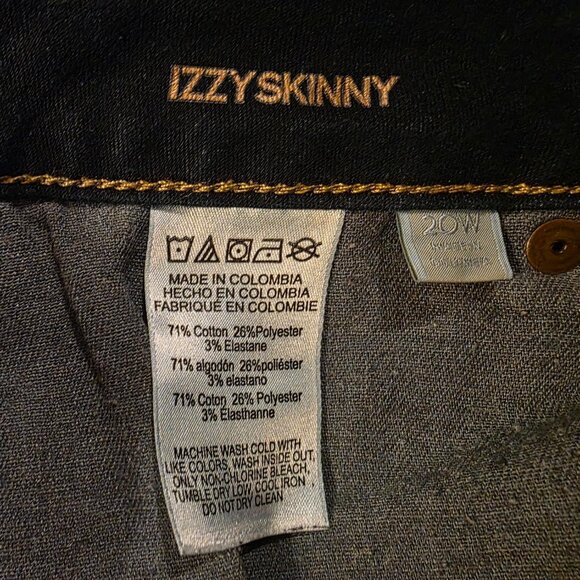 IZZY SKINNY
20W
MADE IN COLOMBIA
HECHO EN COLOMBIA
FABRIQUÉ EN COLOMBIE
71% Cotton 26%Polyester
3% Elastane
71% algodón 26%poliéster
3% elastano
71% Coton 26% Polyester
3% Élasthanne
MACHINE WASH COLD WITH
LIKE COLORS, WASH INSIDE OUT,
ONLY NON-CHLORINE BLEACH,
TUMBLE DRY LOW, COOL IRON
DO NOT DRY CLEAN